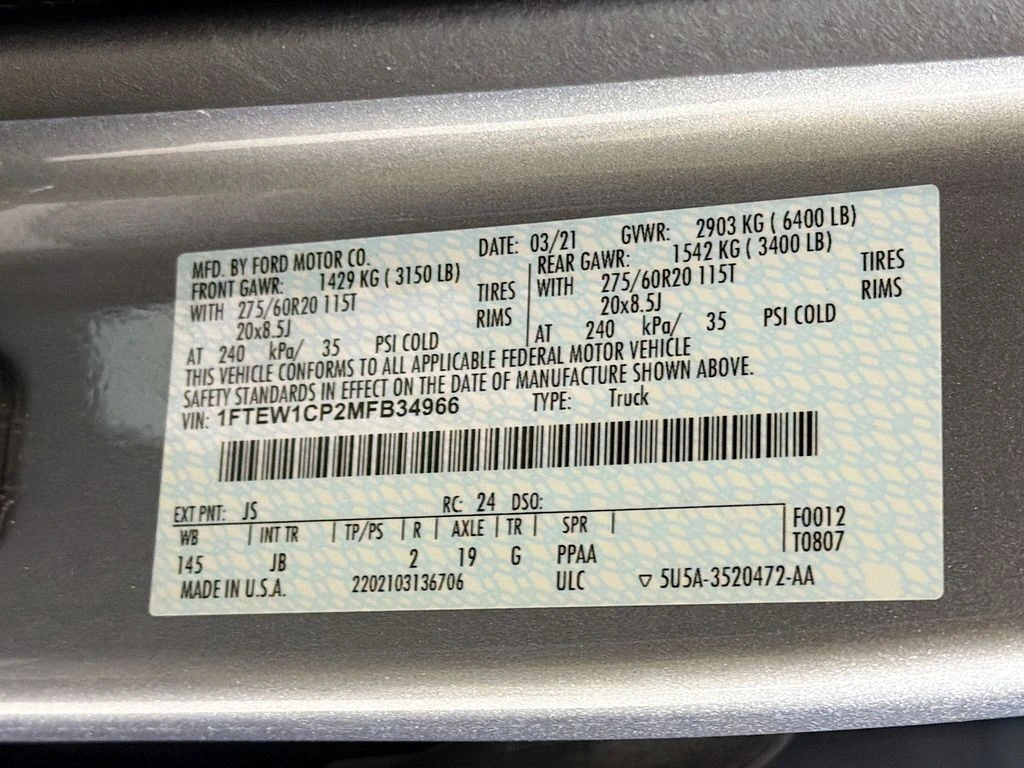 MFD. BY FORD MOTOR CO. DATE: 03/21 GVWR: 2903 KG ( 6400 LB)
FRONT GAWR: 1429 KG ( 3150 LB) REAR GAWR: 1542 KG ( 3400 LB)
WITH 275/60R20 115T TIRES WITH 275/60R20 115T TIRES
20x8.5J RIMS 20x8.5J RIMS
AT 240 kPa/ 35 PSI COLD AT 240 kPa/ 35 PSI COLD
THIS VEHICLE CONFORMS TO ALL APPLICABLE FEDERAL MOTOR VEHICLE
SAFETY STANDARDS IN EFFECT ON THE DATE OF MANUFACTURE SHOWN ABOVE.
VIN: 1FTEW1CP2MFB34966 TYPE: Truck
EXT PNT: JS RC: 24 DSO:
WB | INT TR | TP/PS | R | AXLE | TR | SPR | F0012
145 JB 2 19 G PPAA T0807
MADE IN U.S.A. 2202103136706 ULC ▽ 5U5A-3520472-AA